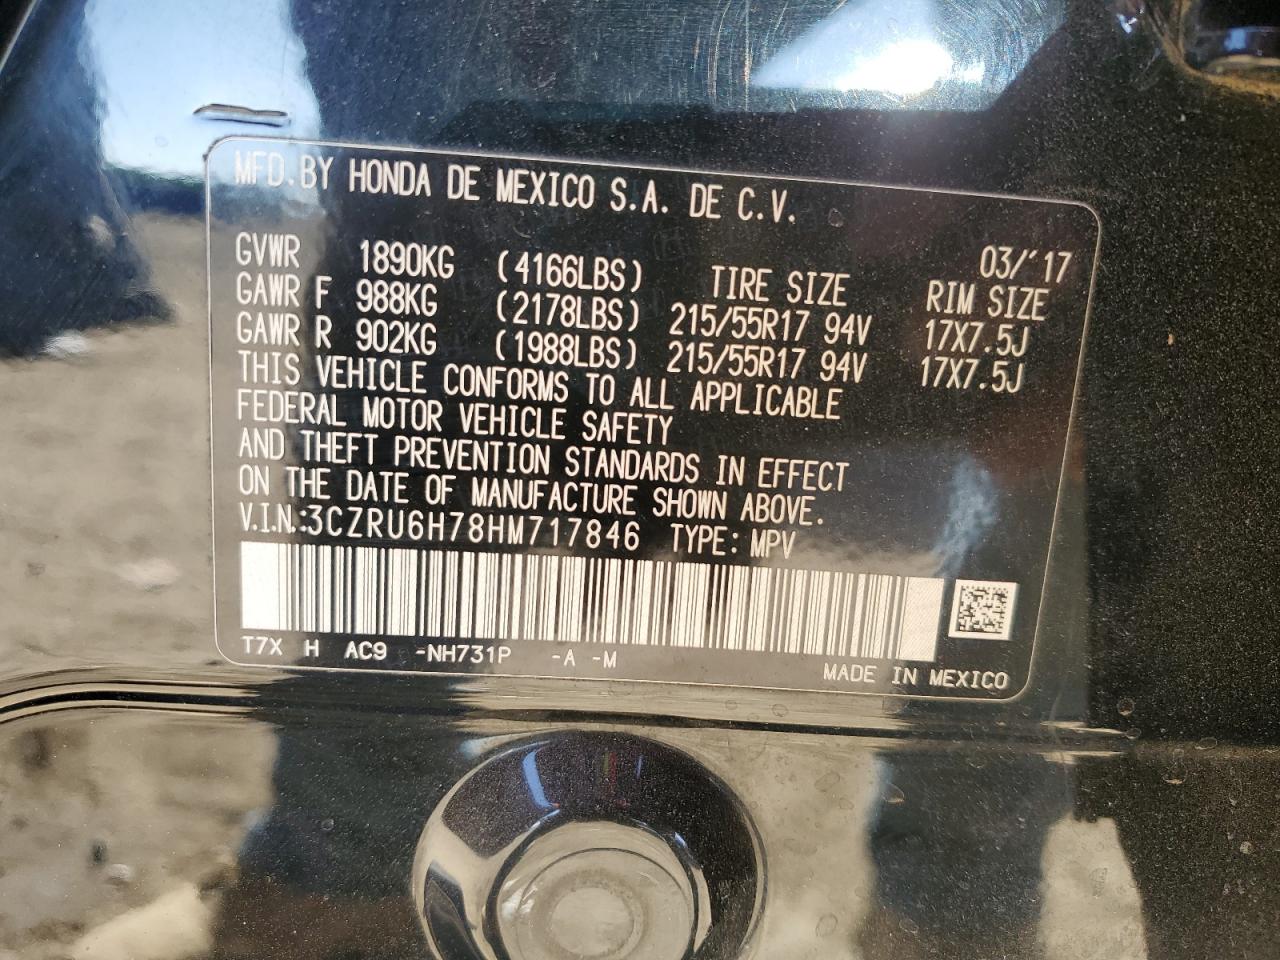 MFD. BY HONDA DE MEXICO S.A. DE C.V.
03/'17
GVWR 1890KG (4166LBS) TIRE SIZE RIM SIZE
GAWR F 988KG (2178LBS) 215/55R17 94V 17X7.5J
GAWR R 902KG (1988LBS) 215/55R17 94V 17X7.5J
THIS VEHICLE CONFORMS TO ALL APPLICABLE
FEDERAL MOTOR VEHICLE SAFETY
AND THEFT PREVENTION STANDARDS IN EFFECT
ON THE DATE OF MANUFACTURE SHOWN ABOVE.
V.I.N.:3CZRU6H78HM717846 TYPE: MPV
T7X H AC9 -NH731P -A -M
MADE IN MEXICO